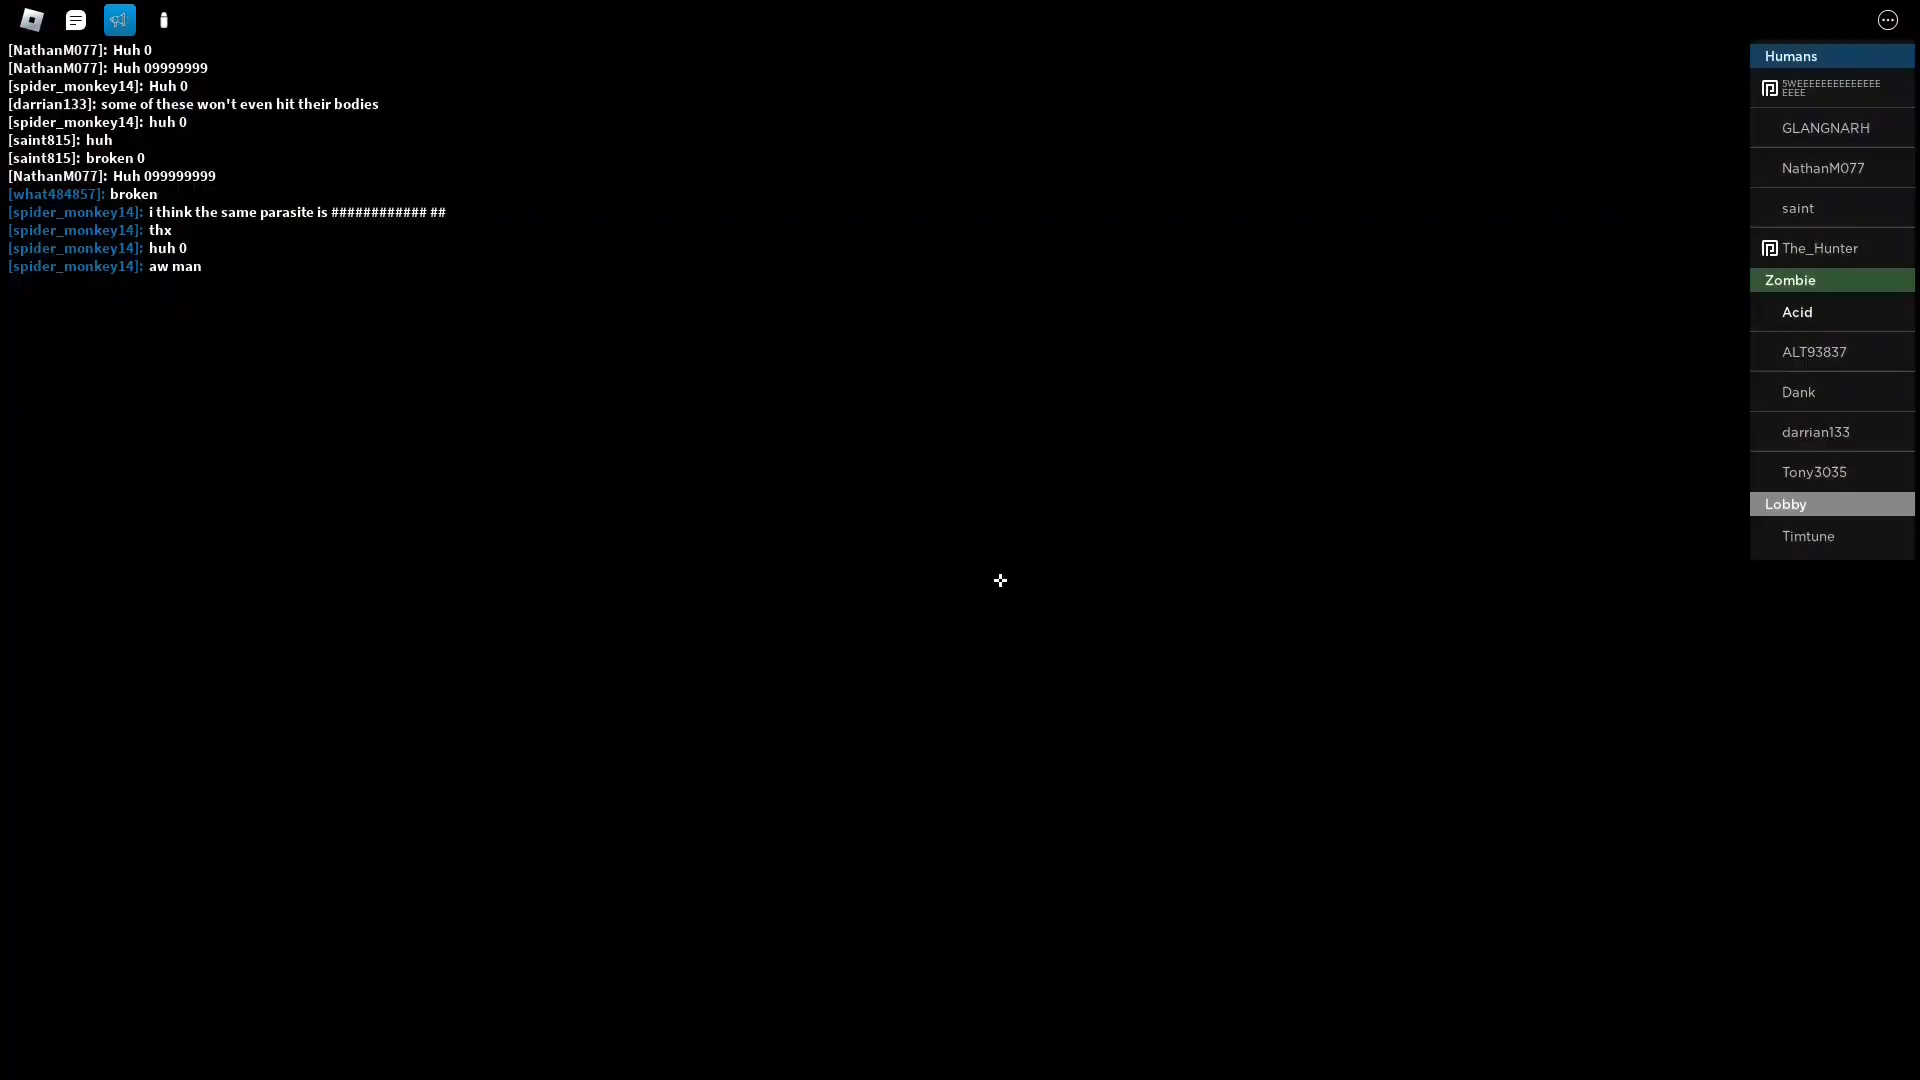 [NathanM077]: Huh 0
[NathanM077]: Huh 09999999
[spider_monkey14]: Huh 0
[darrian133]: some of these won't even hit their bodies
[spider_monkey14]: huh 0
[saint815]: huh
[saint815]: broken 0
[NathanM077]: Huh 099999999
[what484857]: broken
[spider_monkey14]: i think the same parasite is ############ ##
[spider_monkey14]: thx
[spider_monkey14]: huh 0
[spider_monkey14]: aw man
Humans
5WEEEEEEEEEEEEEE
EEEE
GLANGNARH
NathanM077
saint
The_Hunter
Zombie
Acid
ALT93837
Dank
darrian133
Tony3035
Lobby
Timtune